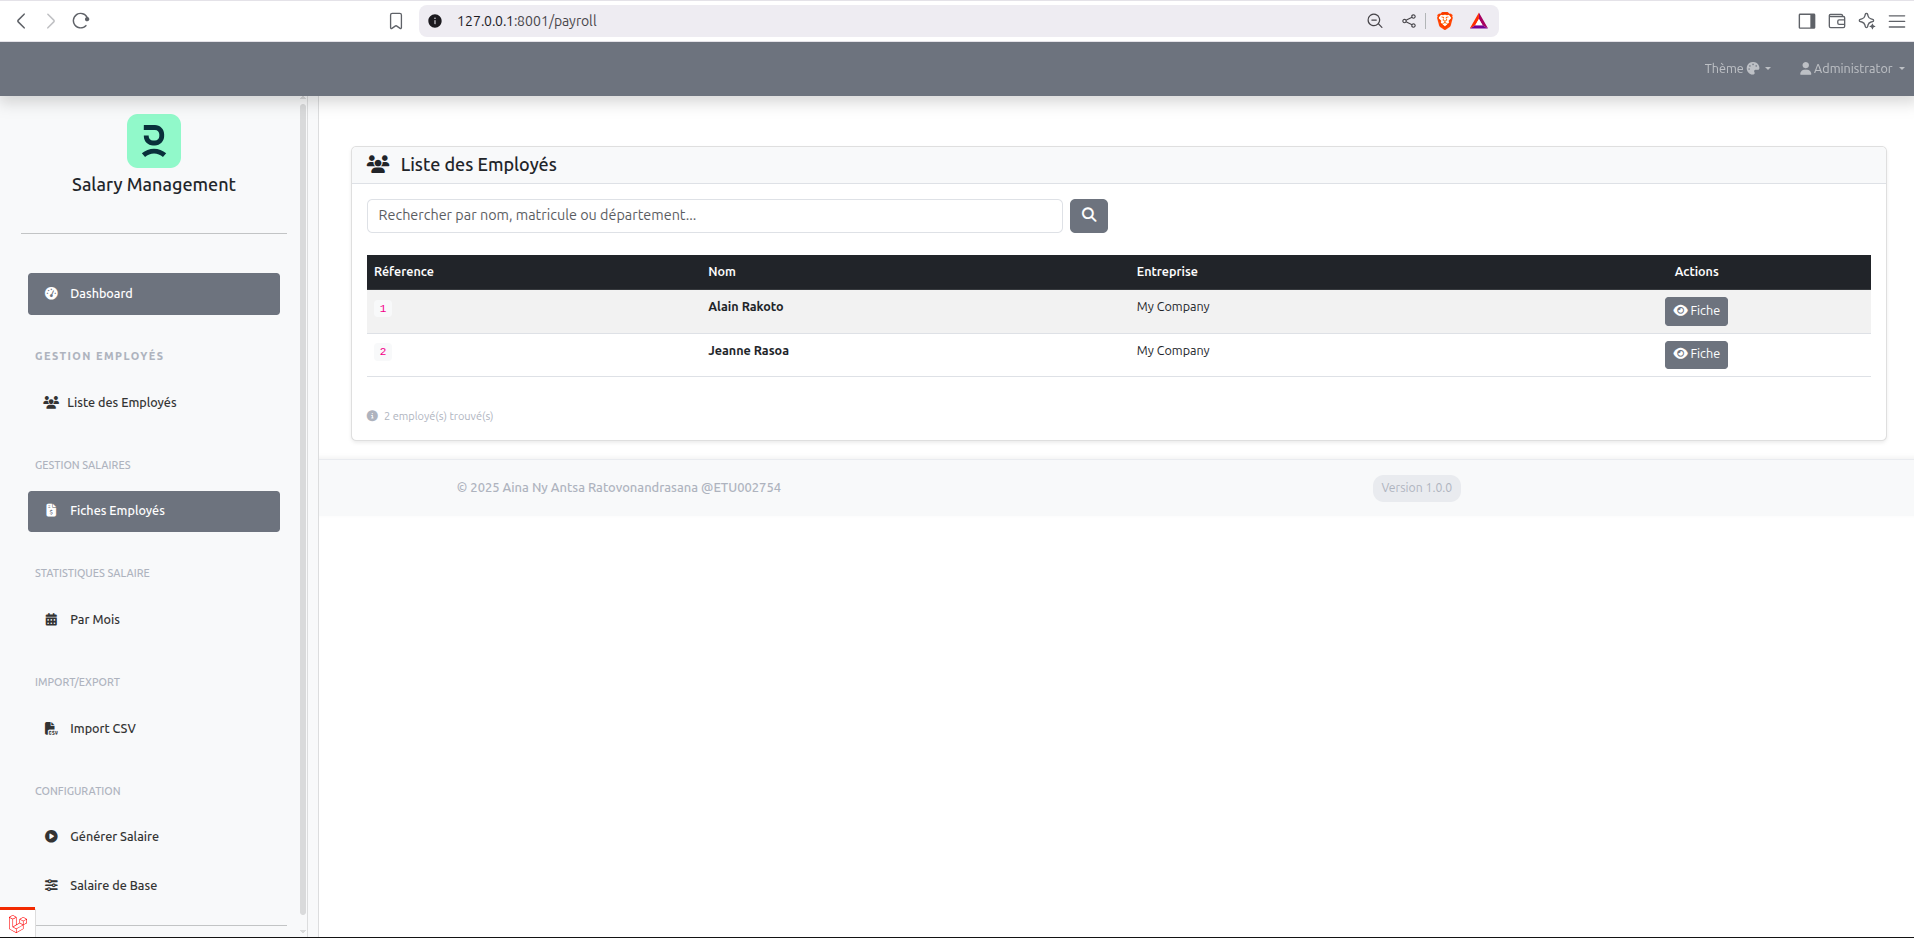 127.0.0.1:8001/payroll
Thème
Administrator
Salary Management
Dashboard
GESTION EMPLOYÉS
Liste des Employés
GESTION SALAIRES
Fiches Employés
STATISTIQUES SALAIRE
Par Mois
IMPORT/EXPORT
Import CSV
CONFIGURATION
Générer Salaire
Salaire de Base
Liste des Employés
Rechercher par nom, matricule ou département...
Réference Nom Entreprise Actions
1 Alain Rakoto My Company Fiche
2 Jeanne Rasoa My Company Fiche
2 employé(s) trouvé(s)
© 2025 Aina Ny Antsa Ratovonandrasana @ETU002754
Version 1.0.0